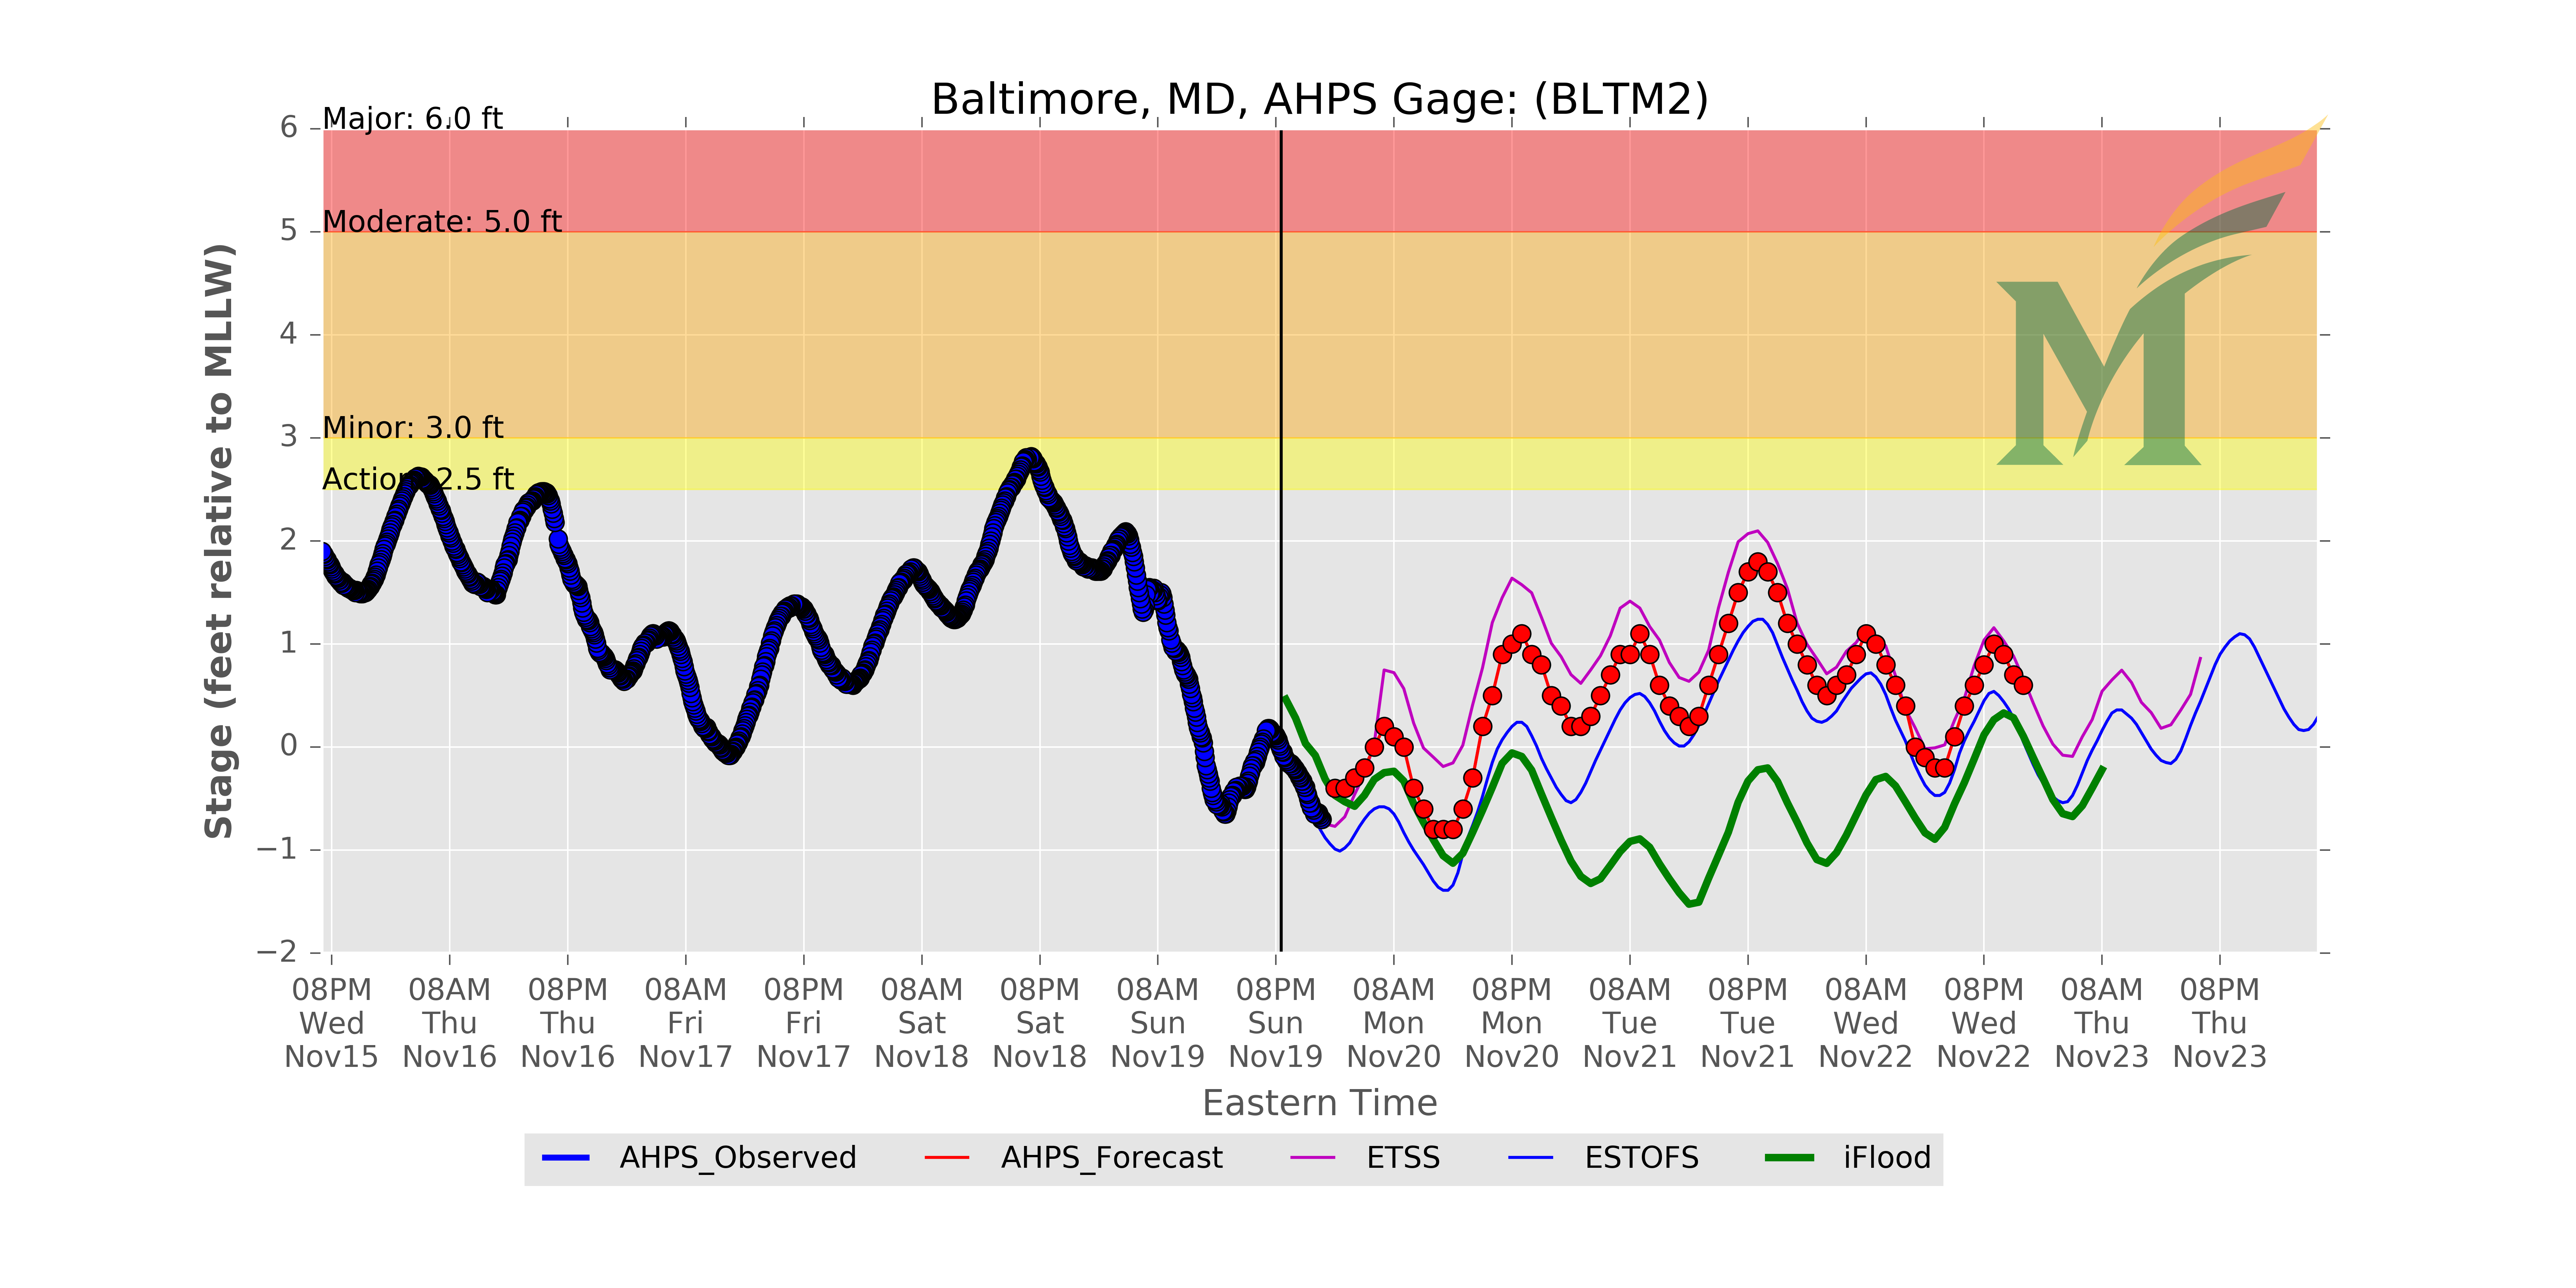 Baltimore, MD, AHPS Gage: (BLTM2)
Major: 6.0 ft
Moderate: 5.0 ft
Minor: 3.0 ft
Action: 2.5 ft
6
5
4
3
2
1
0
−1
−2
Stage (feet relative to MLLW)
08PM 08AM 08PM 08AM 08PM 08AM 08PM 08AM 08PM 08AM 08PM 08AM 08PM 08AM 08PM 08AM 08PM
Wed Thu Thu Fri Fri Sat Sat Sun Sun Mon Mon Tue Tue Wed Wed Thu Thu
Nov15 Nov16 Nov16 Nov17 Nov17 Nov18 Nov18 Nov19 Nov19 Nov20 Nov20 Nov21 Nov21 Nov22 Nov22 Nov23 Nov23
Eastern Time
AHPS_Observed AHPS_Forecast ETSS ESTOFS iFlood
M